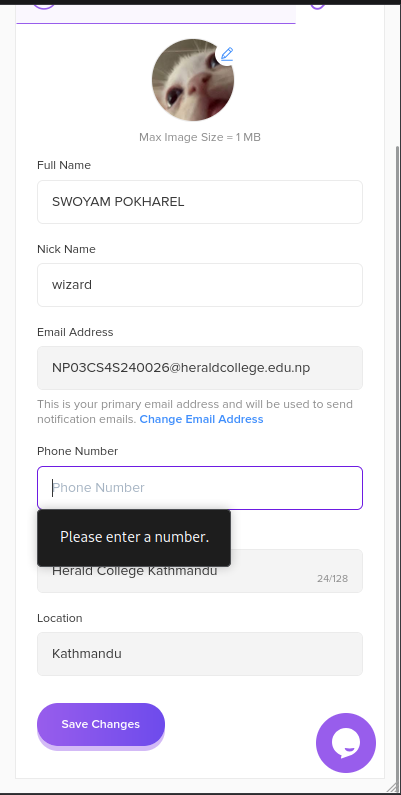 Max Image Size = 1 MB
Full Name
SWOYAM POKHAREL
Nick Name
wizard
Email Address
NP03CS4S240026@heraldcollege.edu.np
This is your primary email address and will be used to send
notification emails. Change Email Address
Phone Number
Phone Number
Please enter a number.
Herald College Kathmandu
24/128
Location
Kathmandu
Save Changes